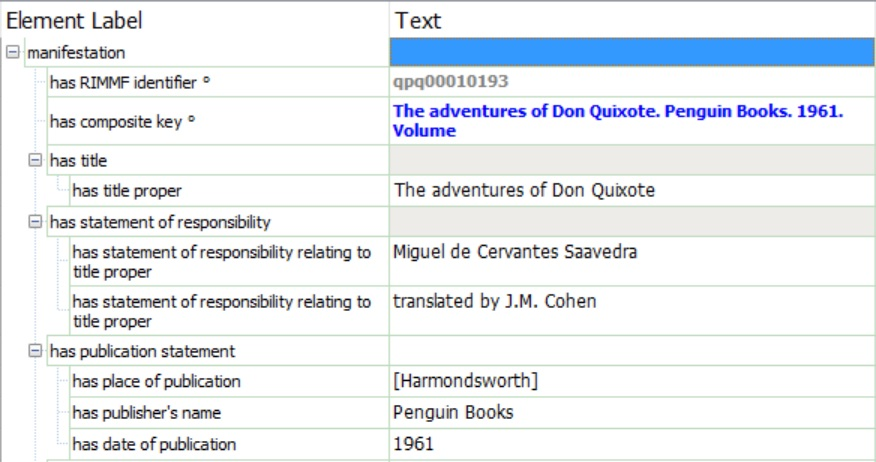 Element Label Text
manifestation
has RIMMF identifier ° qpq00010193
has composite key ° The adventures of Don Quixote. Penguin Books. 1961.
Volume
has title
has title proper The adventures of Don Quixote
has statement of responsibility
has statement of responsibility relating to Miguel de Cervantes Saavedra
title proper
has statement of responsibility relating to translated by J.M. Cohen
title proper
has publication statement
has place of publication [Harmondsworth]
has publisher's name Penguin Books
has date of publication 1961